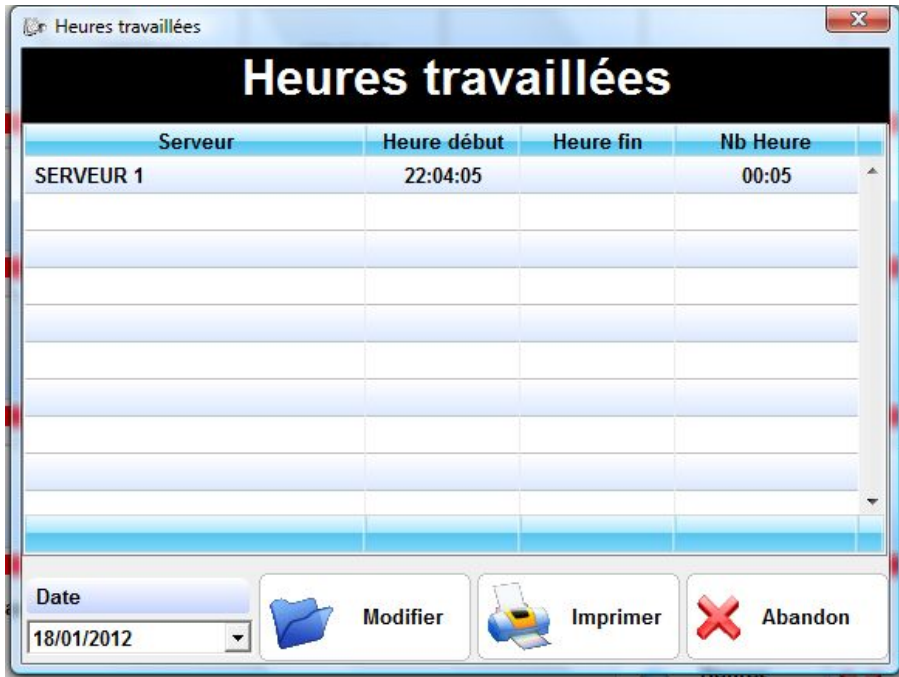 Heures travaillées
Heures travaillées
Serveur Heure début Heure fin Nb Heure
SERVEUR 1 22:04:05 00:05
Date
18/01/2012
Modifier Imprimer Abandon